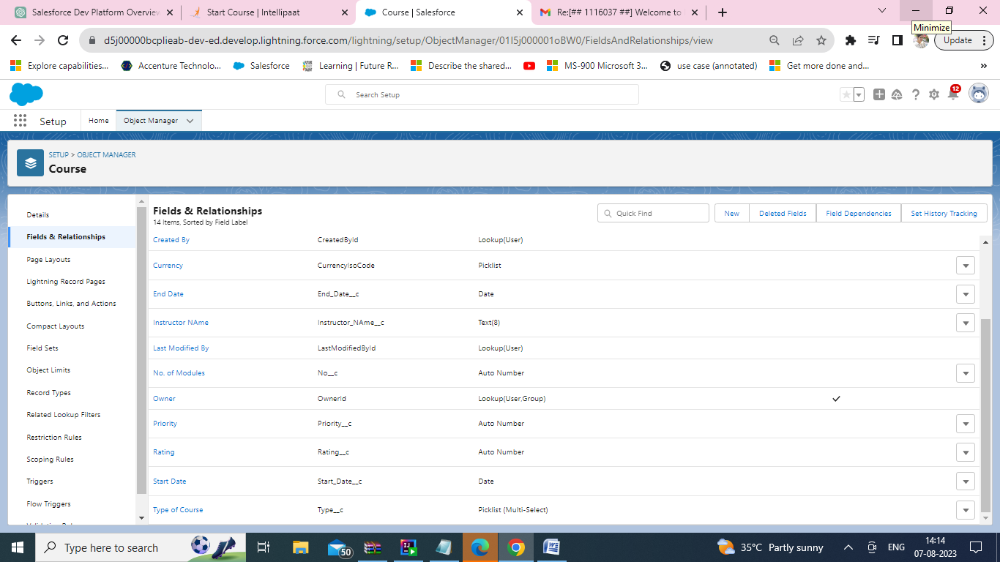 Salesforce Dev Platform Overview
Start Course | Intellipaat
Course | Salesforce
Re:[## 1116037 ##] Welcome to
Minimize
d5j00000bcplieab-dev-ed.develop.lightning.force.com/lightning/setup/ObjectManager/01I5j000001oBW0/FieldsAndRelationships/view
Update
Explore capabilities...
Accenture Technolo...
Salesforce
Learning | Future R...
Describe the shared...
MS-900 Microsoft 3...
use case (annotated)
Get more done and...
»
Search Setup
12
Setup
Home
Object Manager
SETUP > OBJECT MANAGER
Course
Details
Fields & Relationships
Page Layouts
Lightning Record Pages
Buttons, Links, and Actions
Compact Layouts
Field Sets
Object Limits
Record Types
Related Lookup Filters
Restriction Rules
Scoping Rules
Triggers
Flow Triggers
Fields & Relationships
14 Items, Sorted by Field Label
Quick Find
New
Deleted Fields
Field Dependencies
Set History Tracking
Created By CreatedById Lookup(User)
Currency CurrencyIsoCode Picklist
End Date End_Date__c Date
Instructor NAme Instructor_NAme__c Text(8)
Last Modified By LastModifiedById Lookup(User)
No. of Modules No__c Auto Number
Owner OwnerId Lookup(User,Group)
Priority Priority__c Auto Number
Rating Rating__c Auto Number
Start Date Start_Date__c Date
Type of Course Type__c Picklist (Multi-Select)
Type here to search
50
35°C Partly sunny
ENG
14:14
07-08-2023